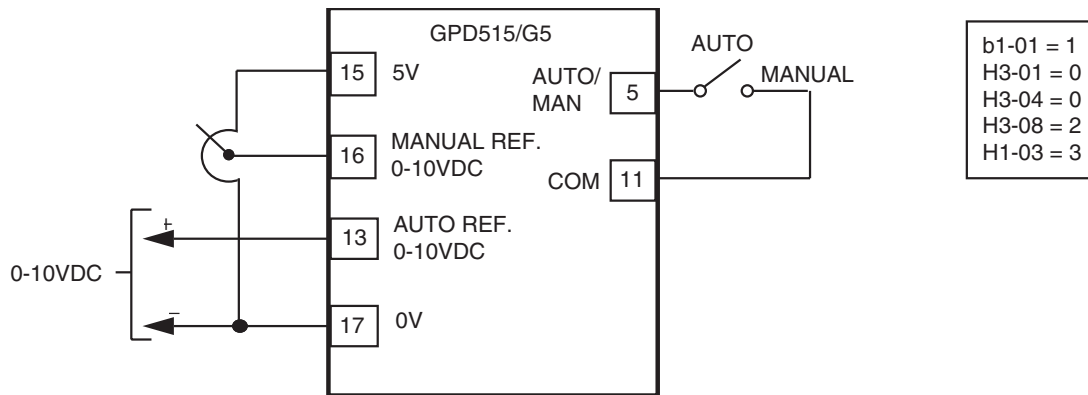 GPD515/G5
15 5V
16 MANUAL REF.
0-10VDC
13 AUTO REF.
0-10VDC
17 0V
+
–
0-10VDC
AUTO/
MAN 5
COM 11
AUTO
MANUAL
b1-01 = 1
H3-01 = 0
H3-04 = 0
H3-08 = 2
H1-03 = 3